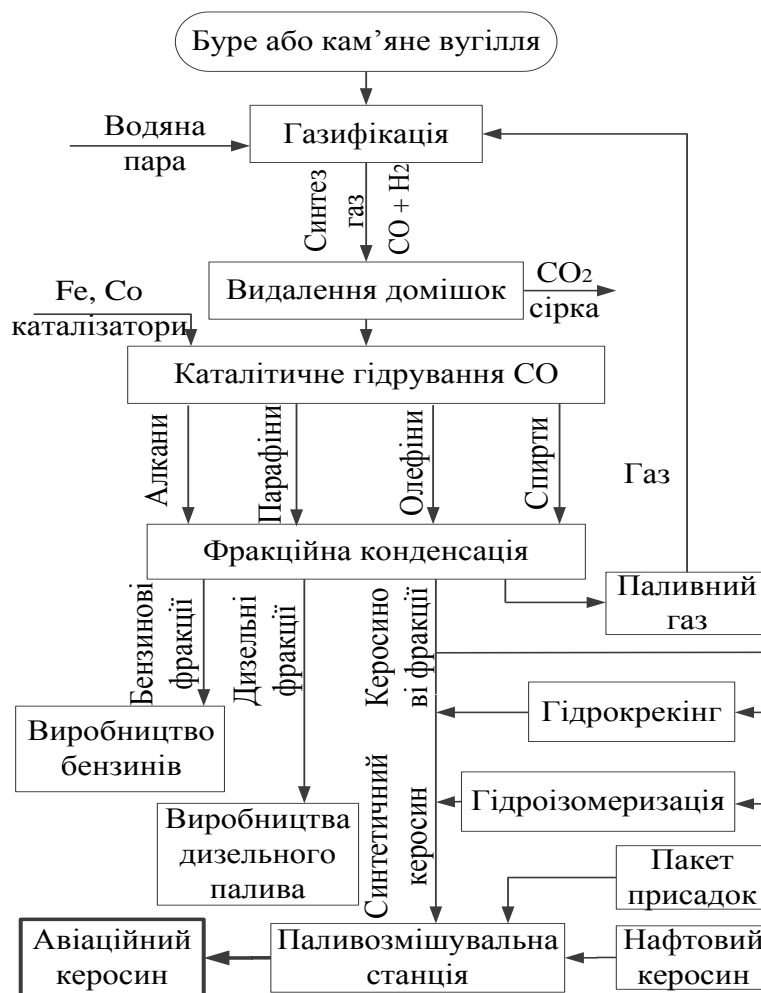 Буре або кам’яне вугілля
Водяна
пара
Газифікація
Синтез
газ
CO + H2
Fe, Co
каталізатори
Видалення домішок
CO2
сірка
Каталітичне гідрування CO
Алкани
Парафіни
Олефіни
Спирти
Газ
Фракційна конденсація
Паливний
газ
Бензинові
фракції
Дизельні
фракції
Керосино
ві фракції
Гідрокрекінг
Виробництво
бензинів
Синтетичний
керосин
Гідроізомеризація
Виробництва
дизельного
палива
Пакет
присадок
Авіаційний
керосин
Паливозмішувальна
станція
Нафтовий
керосин